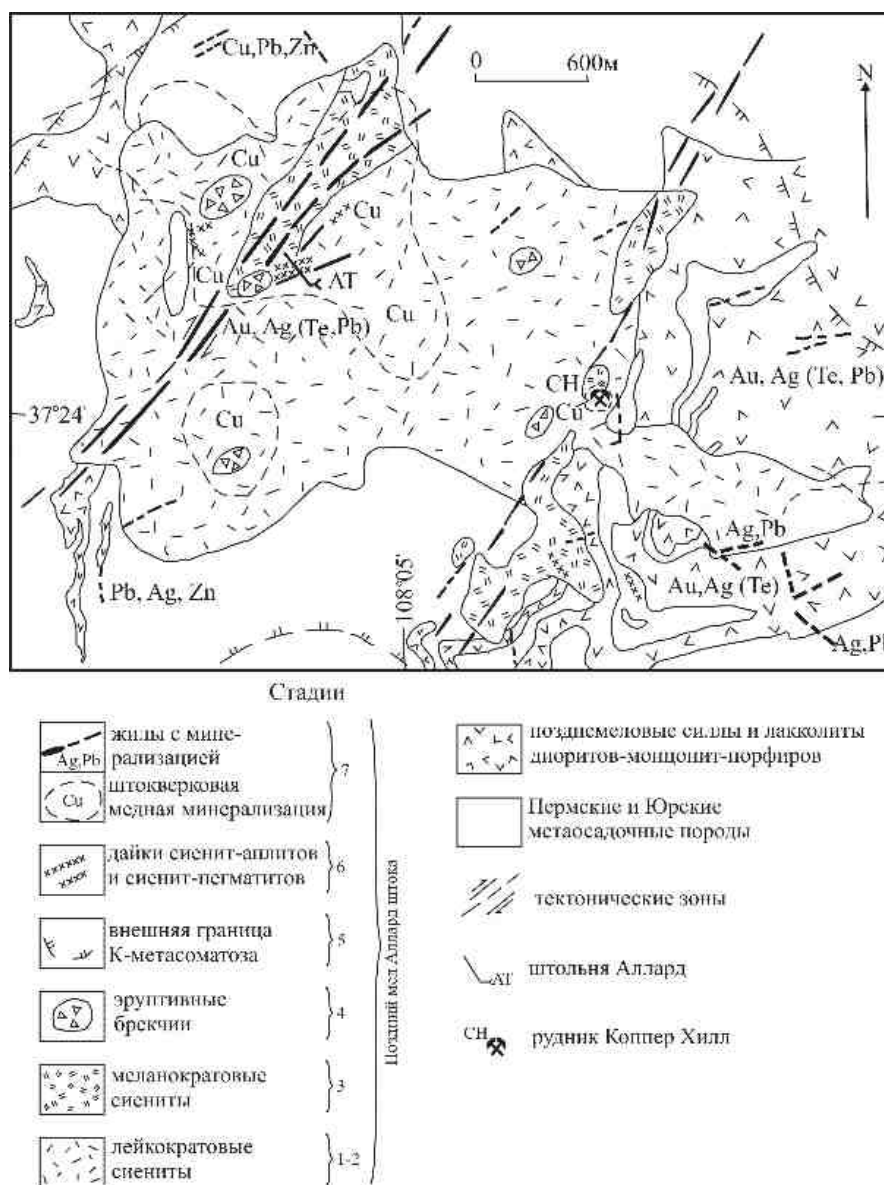 Cu,Pb,Zn
0 600м
N
Cu
Cu
Cu
AT
Cu
Au, Ag (Te,Pb)
Au, Ag (Te, Pb)
CH
Cu
37°24'
Cu
Ag,Pb
Au,Ag (Te)
Pb, Ag, Zn
108°05'
Ag,Pb
Стадии
жилы с мине-
рализацией
Ag,Pb
7
штокверковая
медная минерализация
Cu
дайки сиенит-аплитов
и сиенит-пегматитов
6
внешняя граница
К-метасоматоза
5
эруптивные
брекчии
4
меланократовые
сиениты
3
лейкократовые
сиениты
1-2
Поздний мел Аллард штока
позднемеловые силлы и лакколиты
диоритов-монцонит-порфиров
Пермские и Юрские
метаосадочные породы
тектонические зоны
AT штольня Аллард
CH рудник Коппер Хилл